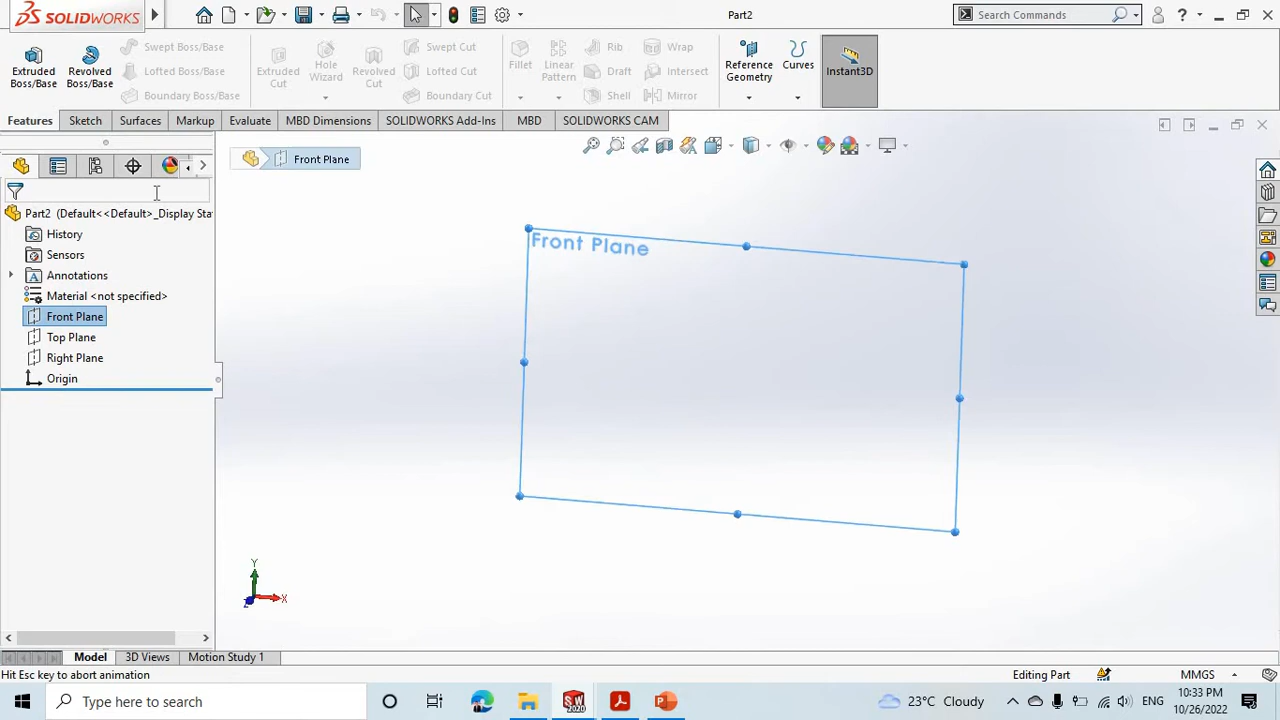 SOLIDWORKS
Part2
Search Commands
Extruded Boss/Base
Revolved Boss/Base
Swept Boss/Base
Lofted Boss/Base
Boundary Boss/Base
Extruded Cut
Hole Wizard
Revolved Cut
Swept Cut
Lofted Cut
Boundary Cut
Fillet
Linear Pattern
Rib
Draft
Shell
Wrap
Intersect
Mirror
Reference Geometry
Curves
Instant3D
Features
Sketch
Surfaces
Markup
Evaluate
MBD Dimensions
SOLIDWORKS Add-Ins
MBD
SOLIDWORKS CAM
Front Plane
Part2 (Default<<Default>_Display Sta
History
Sensors
Annotations
Material <not specified>
Front Plane
Top Plane
Right Plane
Origin
Front Plane
Y
X
Z
Model
3D Views
Motion Study 1
Hit Esc key to abort animation
Editing Part
MMGS
Type here to search
SW
2020
23°C Cloudy
ENG
10:33 PM
10/26/2022